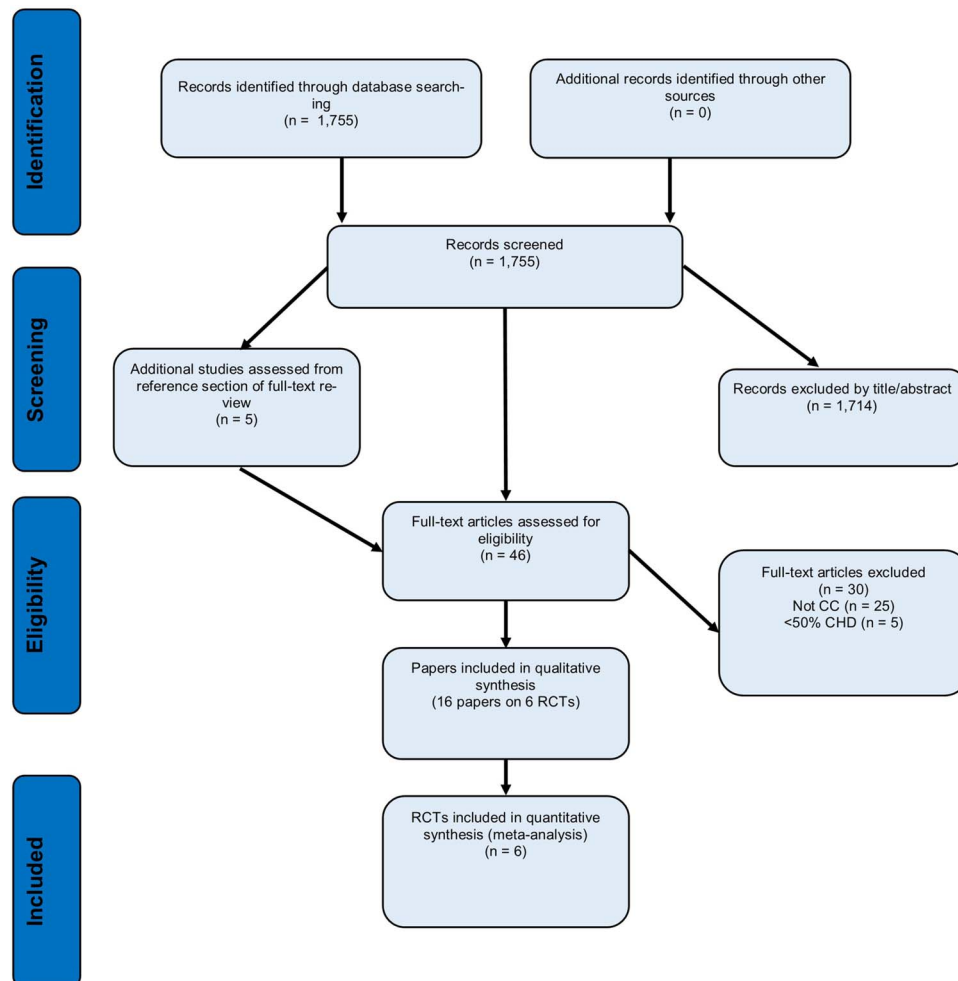 Identification
Records identified through database search-
ing
(n =  1,755)
Additional records identified through other
sources
(n = 0)
Records screened
(n = 1,755)
Screening
Additional studies assessed from
reference section of full-text re-
view
(n = 5)
Records excluded by title/abstract
(n = 1,714)
Eligibility
Full-text articles assessed for
eligibility
(n = 46)
Full-text articles excluded
(n = 30)
Not CC (n = 25)
<50% CHD (n = 5)
Papers included in qualitative
synthesis
(16 papers on 6 RCTs)
Included
RCTs included in quantitative
synthesis (meta-analysis)
(n = 6)